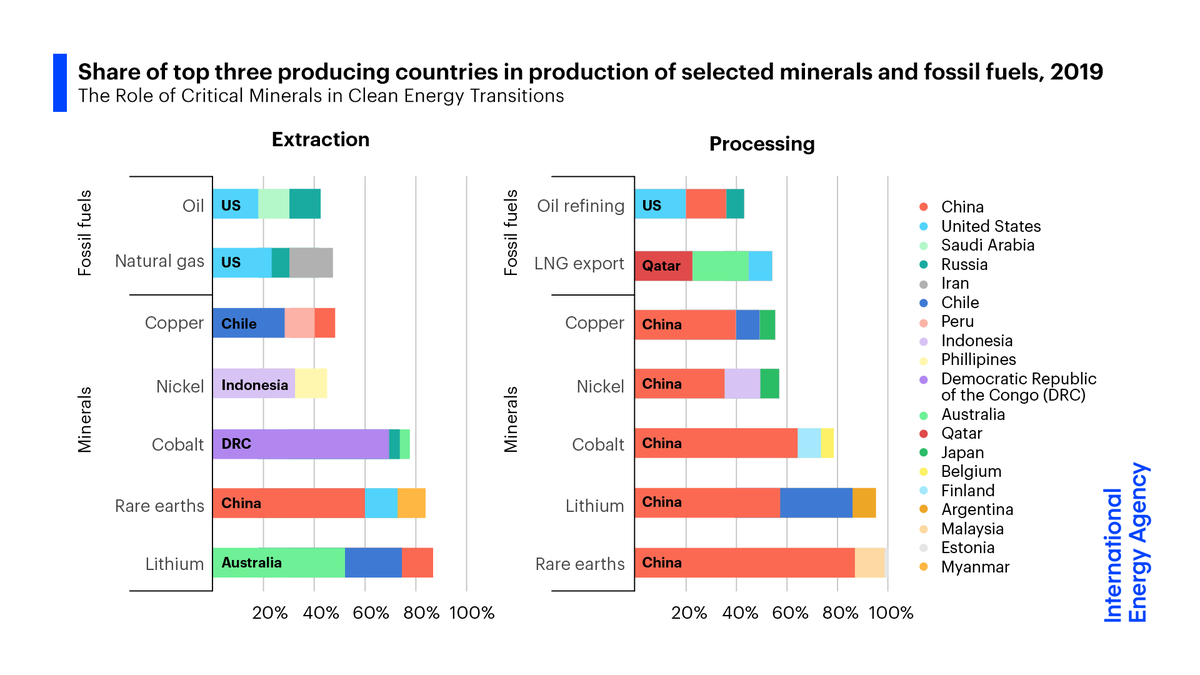 Share of top three producing countries in production of selected minerals and fossil fuels, 2019
The Role of Critical Minerals in Clean Energy Transitions
Extraction
Fossil fuels
Oil
US
Natural gas
US
Minerals
Copper
Chile
Nickel
Indonesia
Cobalt
DRC
Rare earths
China
Lithium
Australia
20% 40% 60% 80% 100%
Processing
Fossil fuels
Oil refining
US
LNG export
Qatar
Minerals
Copper
China
Nickel
China
Cobalt
China
Lithium
China
Rare earths
China
20% 40% 60% 80% 100%
China
United States
Saudi Arabia
Russia
Iran
Chile
Peru
Indonesia
Phillipines
Democratic Republic
of the Congo (DRC)
Australia
Qatar
Japan
Belgium
Finland
Argentina
Malaysia
Estonia
Myanmar
International
Energy Agency